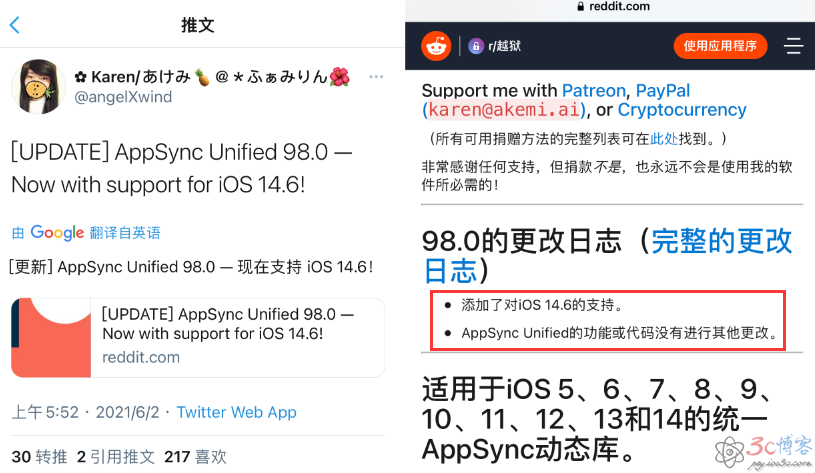 推文
✿ Karen/あけみ🍍 @＊ふぁみりん🌺
@angelXwind
[UPDATE] AppSync Unified 98.0 —
Now with support for iOS 14.6!
由 Google 翻译自英语
[更新] AppSync Unified 98.0 — 现在支持 iOS 14.6!
[UPDATE] AppSync Unified 98.0 —
Now with support for iOS 14.6!
reddit.com
上午5:52 · 2021/6/2 · Twitter Web App
30 转推 2 引用推文 217 喜欢
reddit.com
r/越狱
使用应用程序
Support me with Patreon, PayPal
(karen@akemi.ai), or Cryptocurrency
（所有可用捐赠方法的完整列表可在此处找到。）
非常感谢任何支持，但捐款不是，也永远不会是使用我的软
件所必需的！
98.0的更改日志（完整的更改
日志）
• 添加了对iOS 14.6的支持。
• AppSync Unified的功能或代码没有进行其他更改。
适用于iOS 5、6、7、8、9、
10、11、12、13和14的统一
AppSync动态库。
3c博客